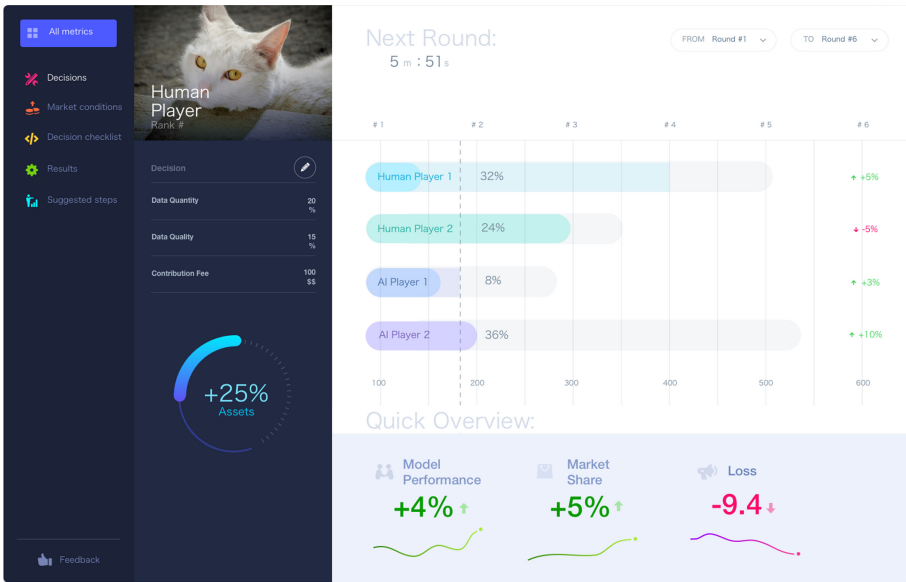 All metrics
Decisions
Market conditions
Decision checklist
Results
Suggested steps
Feedback
Human
Player
Rank #
Decision
Data Quantity 20
%
Data Quality 15
%
Contribution Fee 100
$$
+25%
Assets
Next Round:
5 m : 51 s
FROM Round #1
TO Round #6
# 1 # 2 # 3 # 4 # 5 # 6
Human Player 1 32% +5%
Human Player 2 24% -5%
AI Player 1 8% +3%
AI Player 2 36% +10%
100 200 300 400 500 600
Quick Overview:
Model
Performance
+4%
Market
Share
+5%
Loss
-9.4